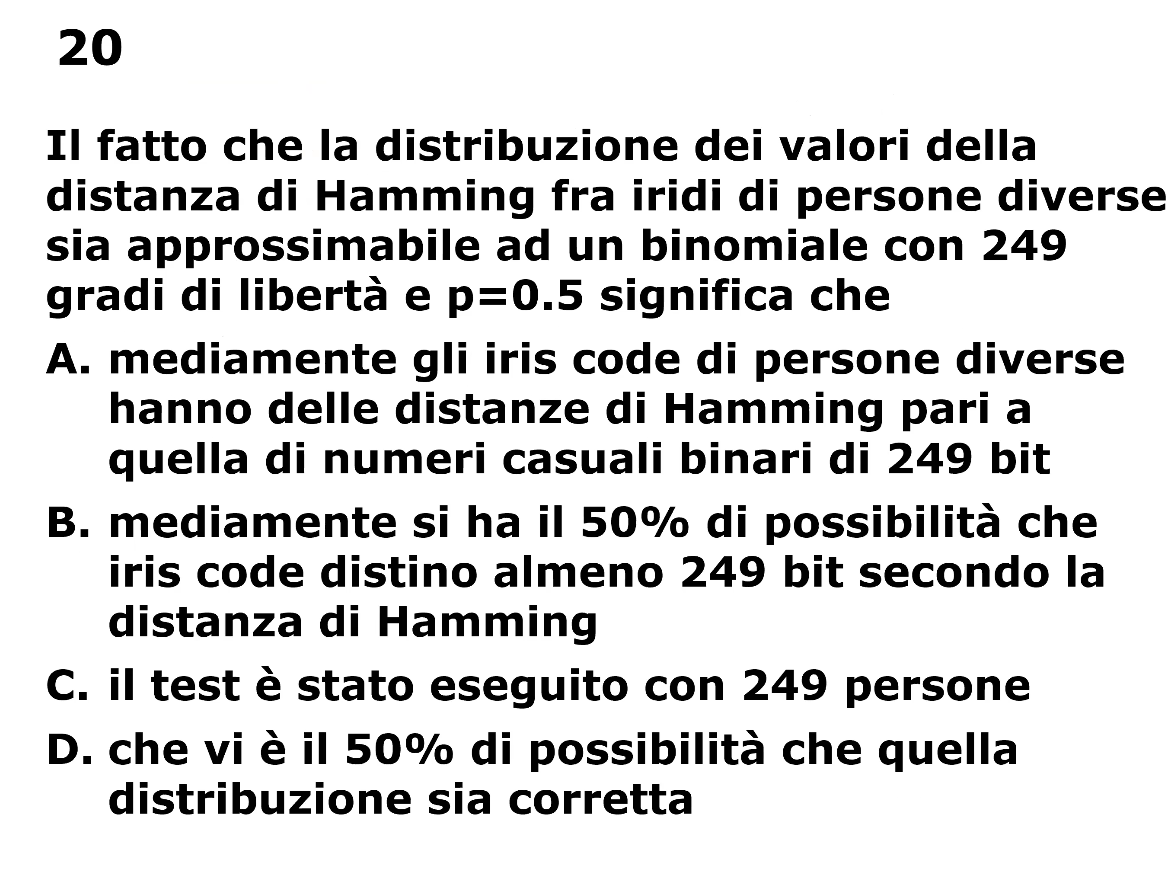 20
Il fatto che la distribuzione dei valori della
distanza di Hamming fra iridi di persone diverse
sia approssimabile ad un binomiale con 249
gradi di libertà e p=0.5 significa che
A. mediamente gli iris code di persone diverse
hanno delle distanze di Hamming pari a
quella di numeri casuali binari di 249 bit
B. mediamente si ha il 50% di possibilità che
iris code distino almeno 249 bit secondo la
distanza di Hamming
C. il test è stato eseguito con 249 persone
D. che vi è il 50% di possibilità che quella
distribuzione sia corretta